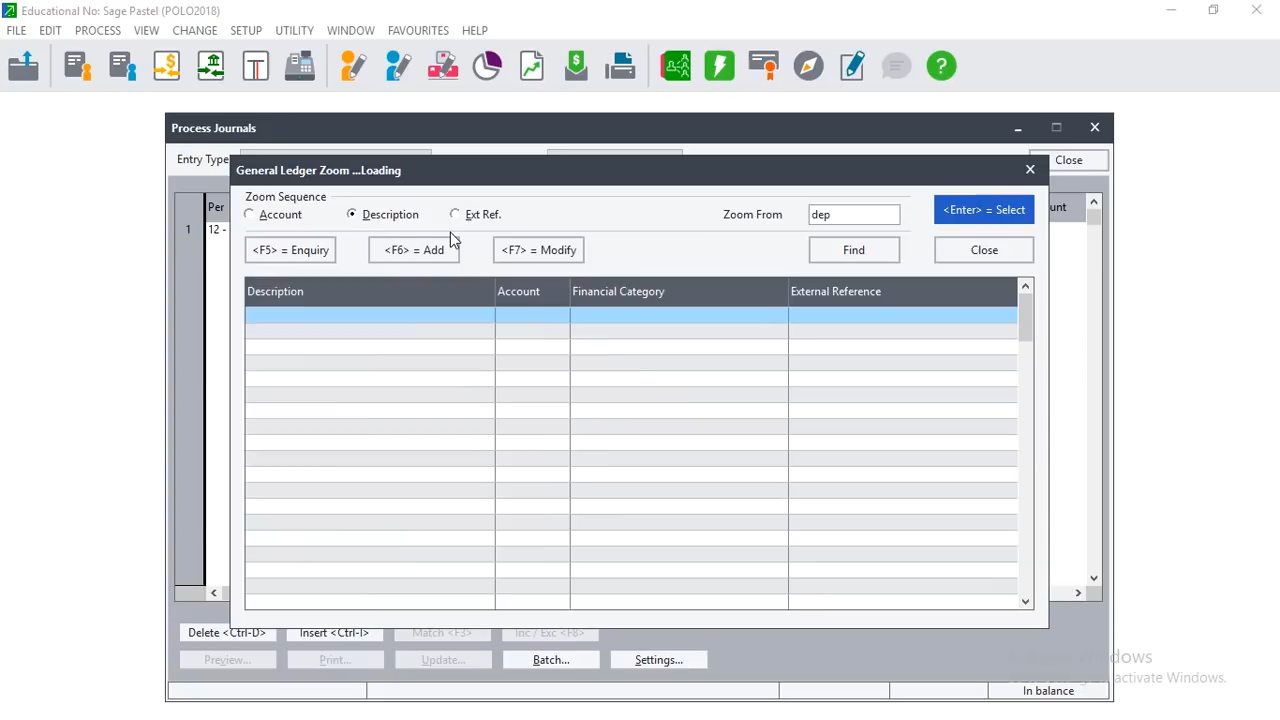 Educational No: Sage Pastel (POLO2018)
FILE EDIT PROCESS VIEW CHANGE SETUP UTILITY WINDOW FAVOURITES HELP
Process Journals
Entry Type
Close
General Ledger Zoom ...Loading
Zoom Sequence
Account Description Ext Ref. Zoom From dep <Enter> = Select
<F5> = Enquiry <F6> = Add <F7> = Modify Find Close
Per
unt
1 12 -
Description Account Financial Category External Reference
Delete <Ctrl-D> Insert <Ctrl-I> Match <F3> Inc / Exc <F8>
Preview... Print... Update... Batch... Settings...
activate Windows.
In balance